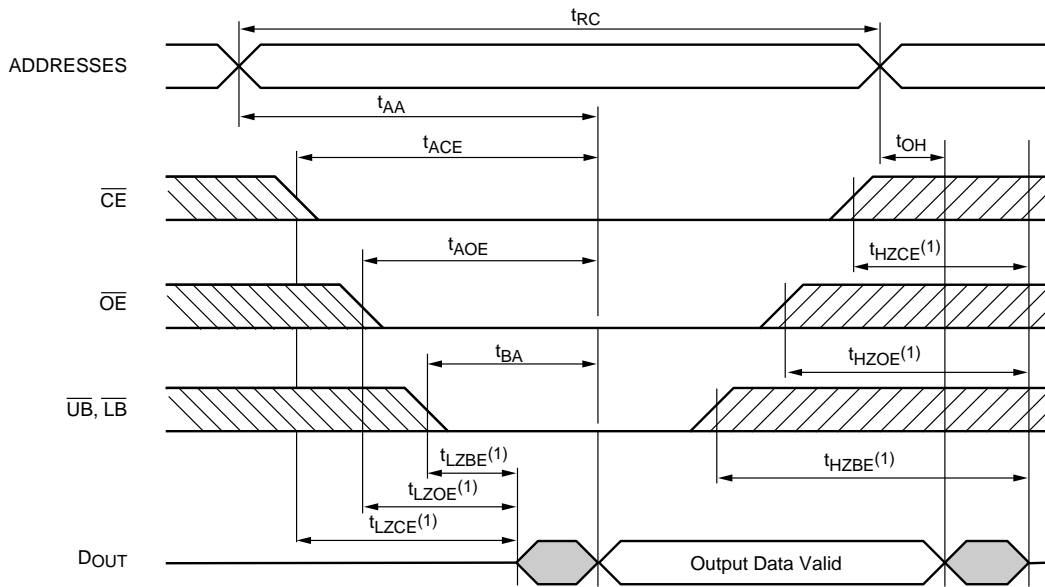 tRC
ADDRESSES
tAA
tACE
tOH
CE
tAOE
tHZCE(1)
OE
tBA
tHZOE(1)
UB, LB
tLZBE(1)
tHZBE(1)
tLZOE(1)
tLZCE(1)
DOUT
Output Data Valid